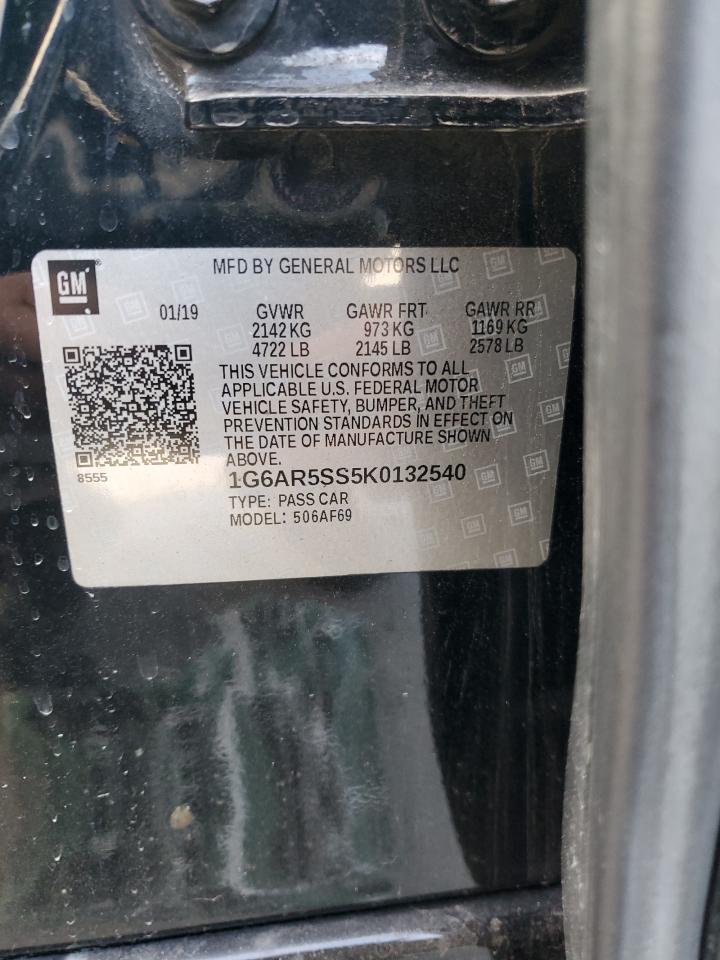 GM
MFD BY GENERAL MOTORS LLC
01/19 GVWR GAWR FRT GAWR RR
2142 KG 973 KG 1169 KG
4722 LB 2145 LB 2578 LB
THIS VEHICLE CONFORMS TO ALL
APPLICABLE U.S. FEDERAL MOTOR
VEHICLE SAFETY, BUMPER, AND THEFT
PREVENTION STANDARDS IN EFFECT ON
THE DATE OF MANUFACTURE SHOWN
ABOVE.
8555
1G6AR5SS5K0132540
TYPE: PASS CAR
MODEL: 506AF69